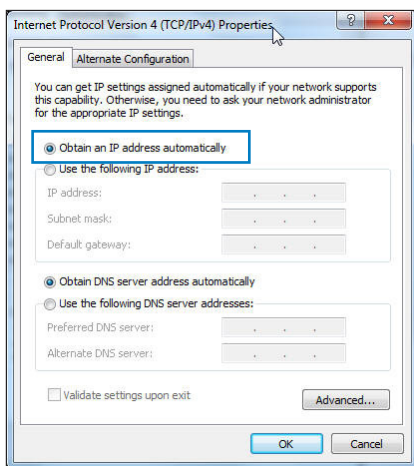 Internet Protocol Version 4 (TCP/IPv4) Properties
General Alternate Configuration
You can get IP settings assigned automatically if your network supports
this capability. Otherwise, you need to ask your network administrator
for the appropriate IP settings.
Obtain an IP address automatically
Use the following IP address:
IP address:
Subnet mask:
Default gateway:
Obtain DNS server address automatically
Use the following DNS server addresses:
Preferred DNS server:
Alternate DNS server:
Validate settings upon exit
Advanced...
OK Cancel